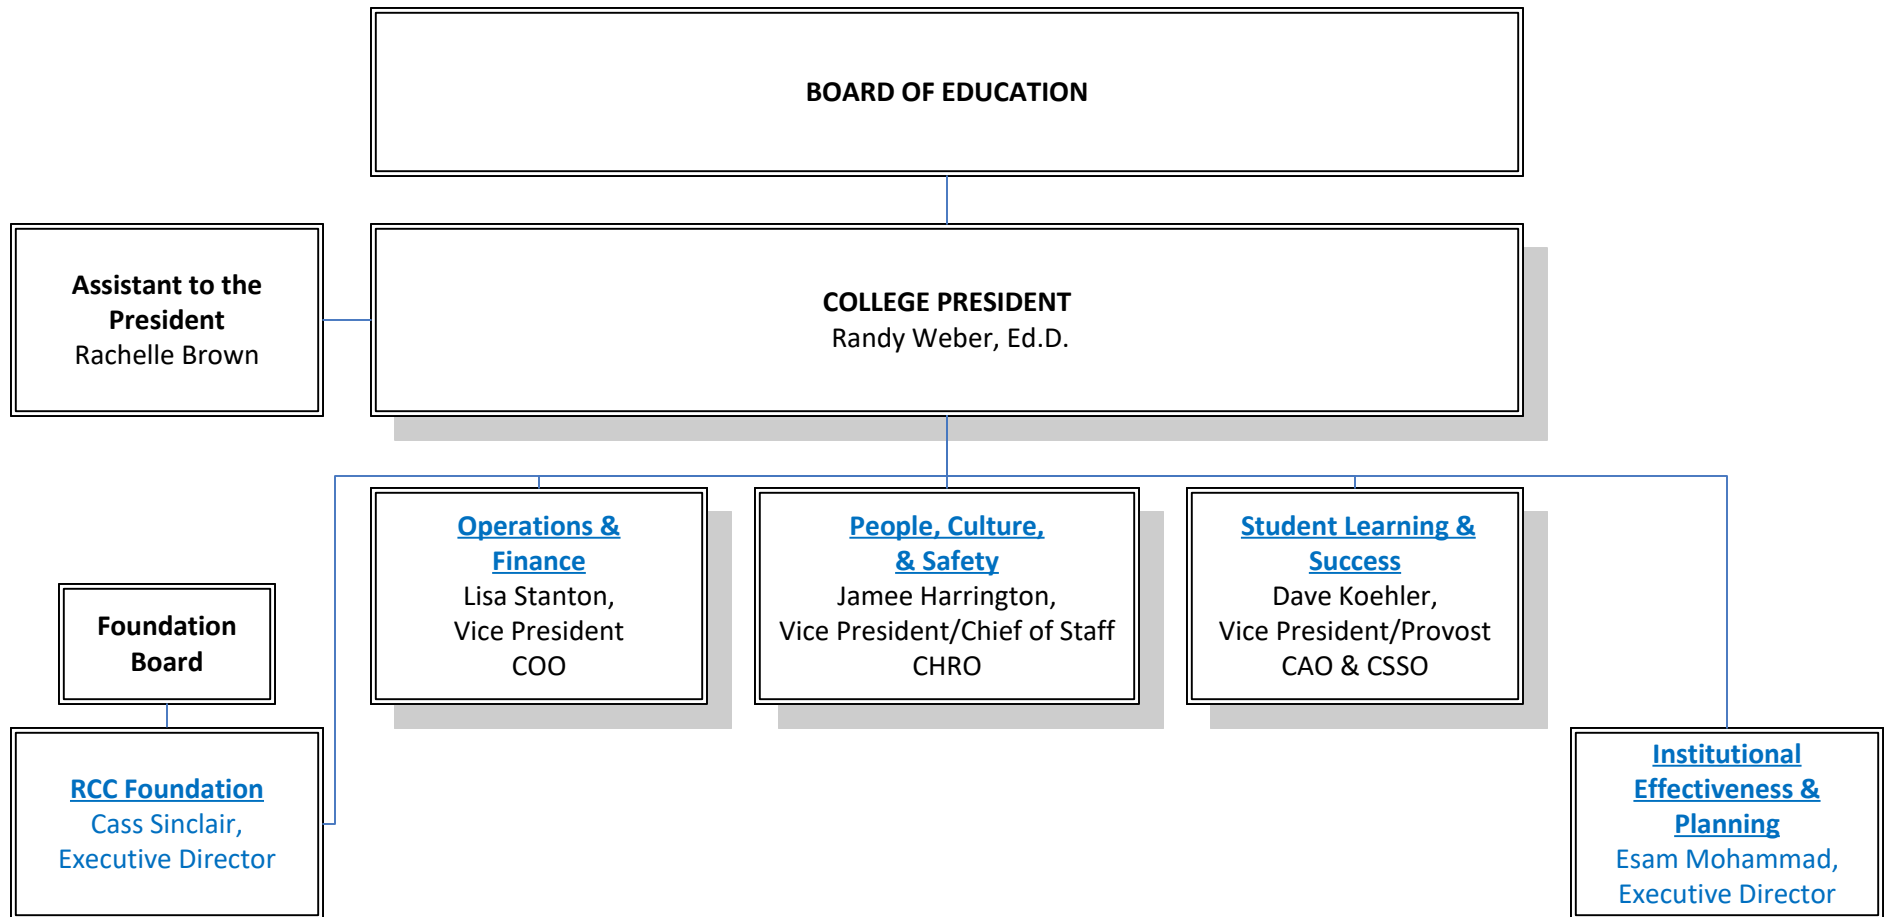 BOARD OF EDUCATION
Assistant to the
President
Rachelle Brown
COLLEGE PRESIDENT
Randy Weber, Ed.D.
Operations &
Finance
Lisa Stanton,
Vice President
COO
People, Culture,
& Safety
Jamee Harrington,
Vice President/Chief of Staff
CHRO
Student Learning &
Success
Dave Koehler,
Vice President/Provost
CAO & CSSO
Foundation
Board
RCC Foundation
Cass Sinclair,
Executive Director
Institutional
Effectiveness &
Planning
Esam Mohammad,
Executive Director